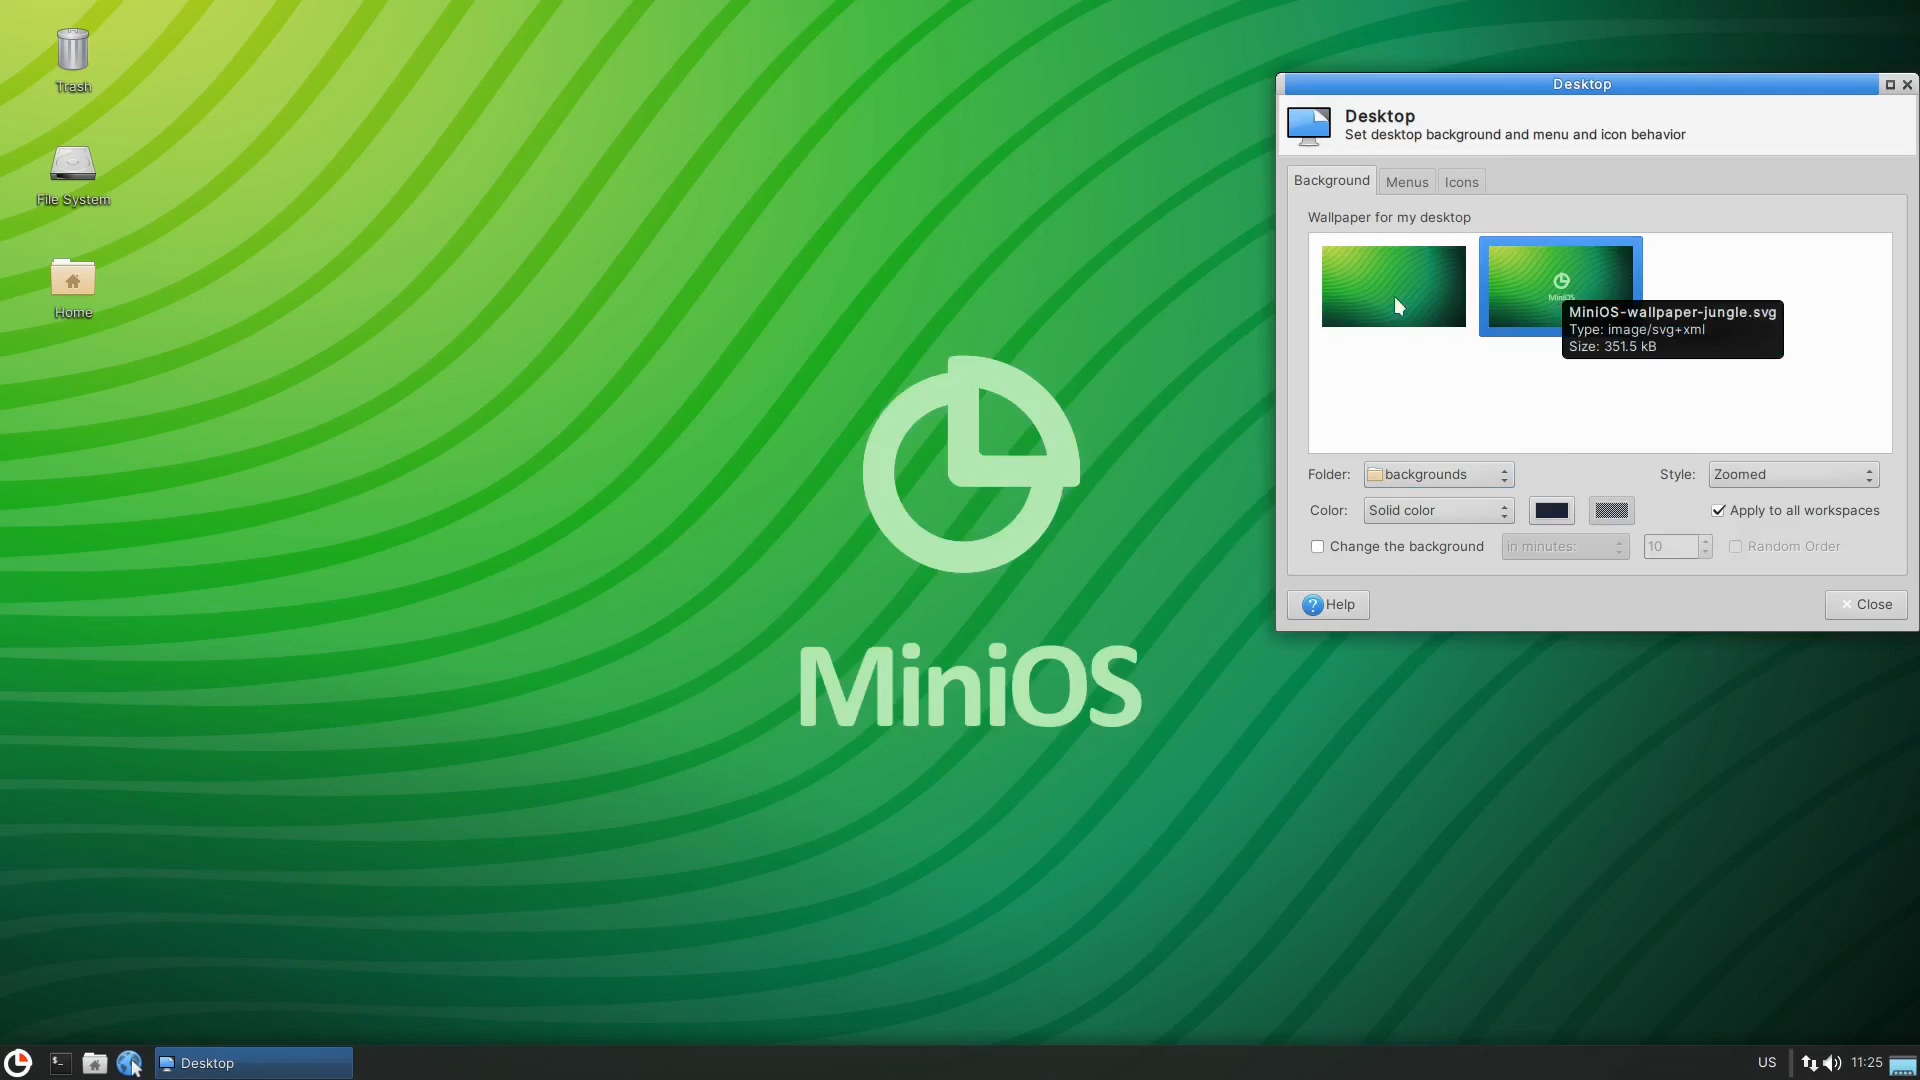 Trash
File System
Home
MiniOS
Desktop
Desktop
Set desktop background and menu and icon behavior
Background
Menus
Icons
Wallpaper for my desktop
MiniOS
MiniOS-wallpaper-jungle.svg
Type: image/svg+xml
Size: 351.5 kB
Folder:
backgrounds
Style:
Zoomed
Color:
Solid color
Apply to all workspaces
Change the background
in minutes:
10
Random Order
Help
Close
Desktop
US
11:25